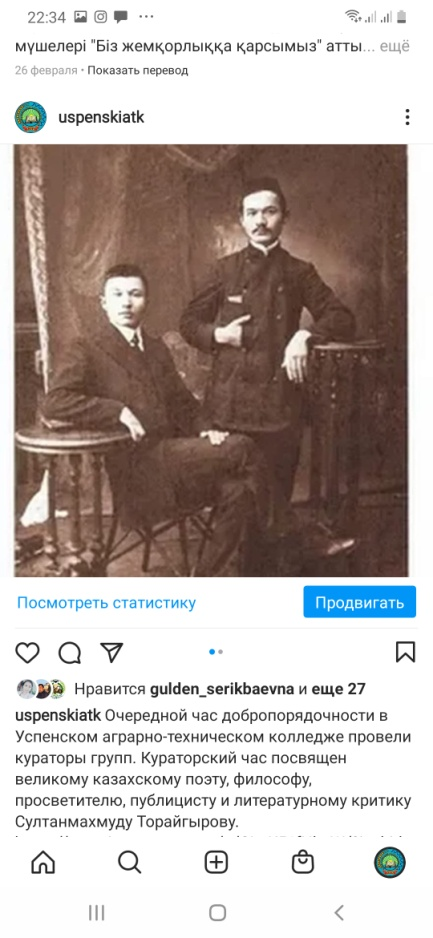 22:34
мүшелері "Біз жемқорлыққа қарсымыз" атты... ещё
26 февраля • Показать перевод
uspenskiatk
Посмотреть статистику
Продвигать
Нравится gulden_serikbaevna и еще 27
uspenskiatk Очередной час добропорядочности в
Успенском аграрно-техническом колледже провели
кураторы групп. Кураторский час посвящен
великому казахскому поэту, философу,
просветителю, публицисту и литературному критику
Султанмахмуду Торайгырову.